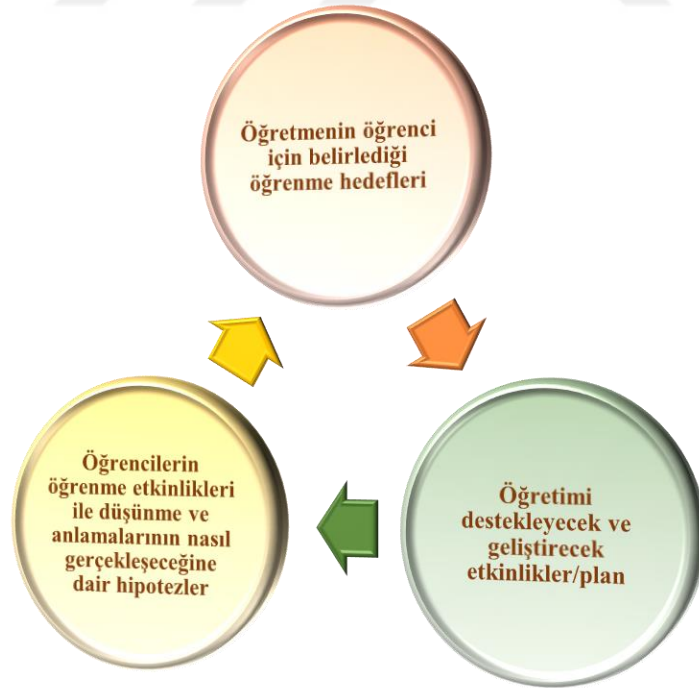 Öğretmenin öğrenci
için belirlediği
öğrenme hedefleri
Öğretimi
destekleyecek ve
geliştirecek
etkinlikler/plan
Öğrencilerin
öğrenme etkinlikleri
ile düşünme ve
anlamalarının nasıl
gerçekleşeceğine
dair hipotezler